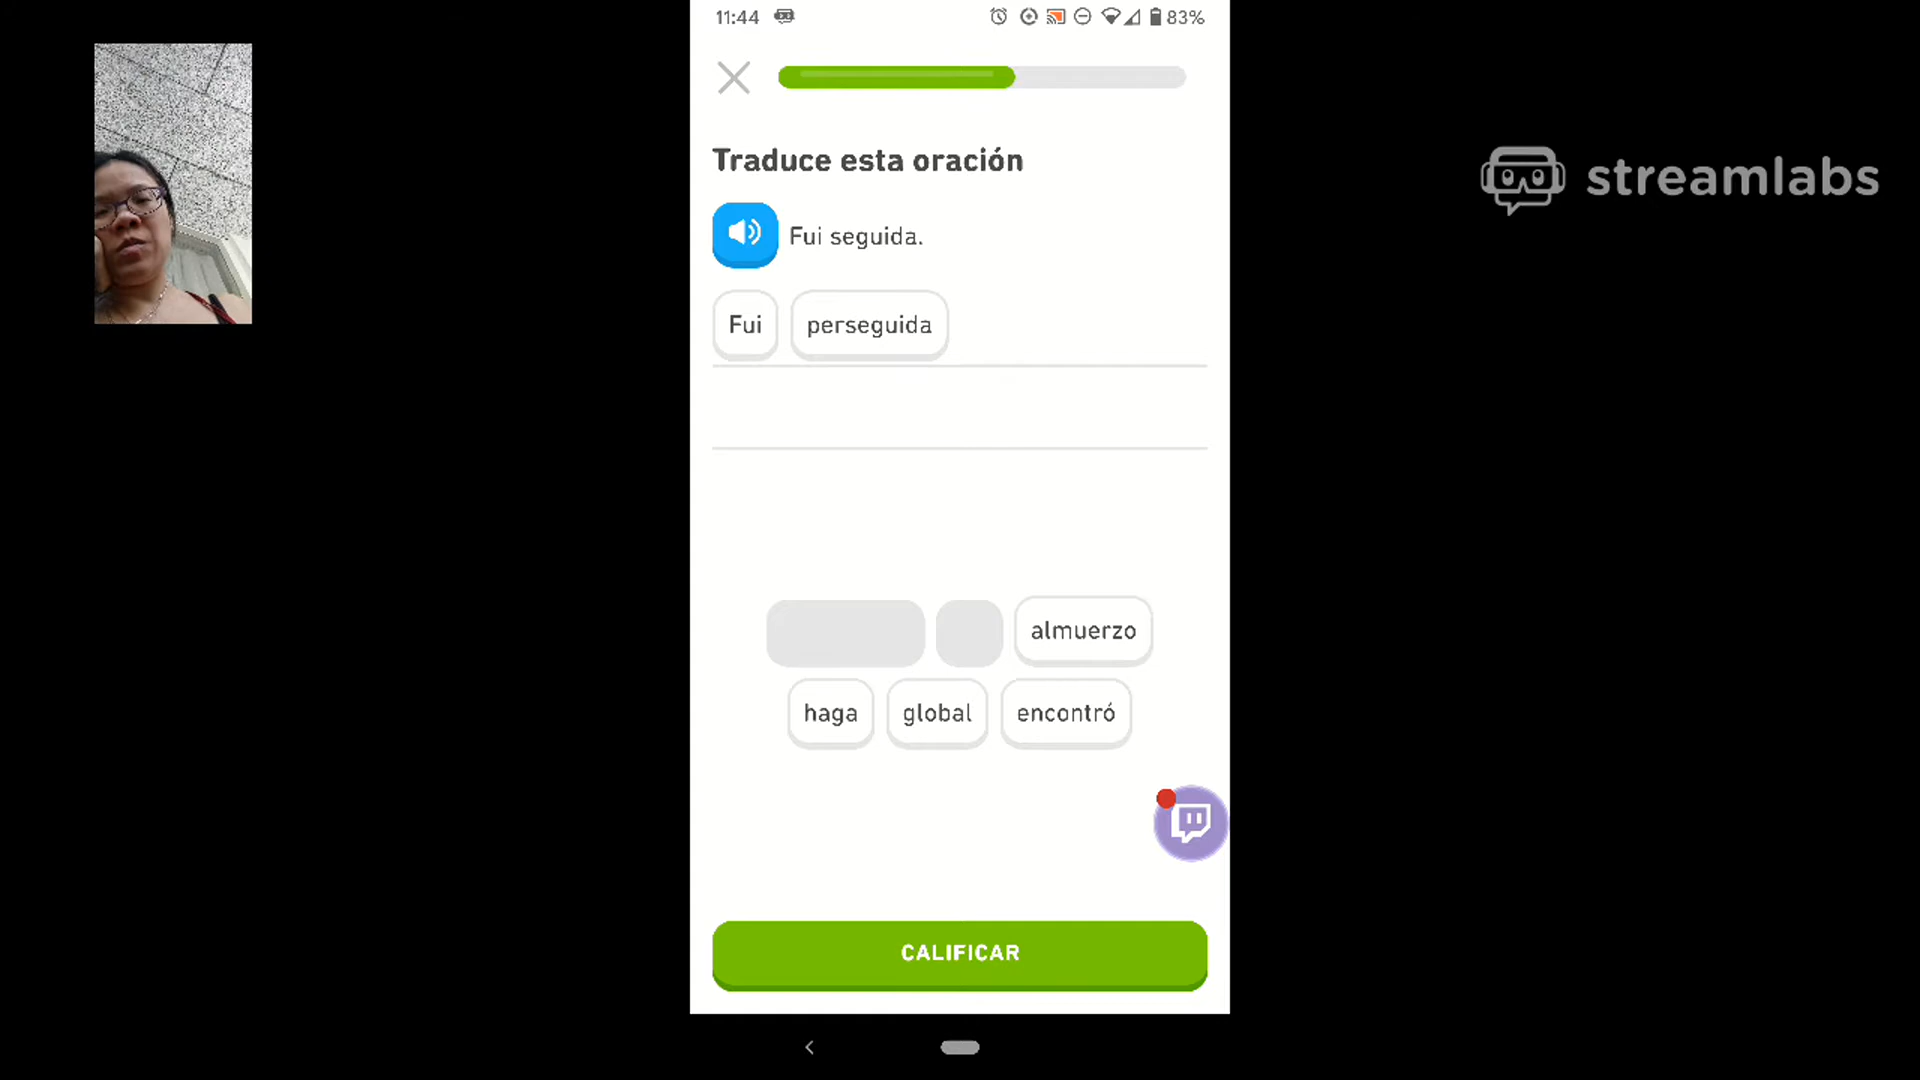 11:44 83%
streamlabs
Traduce esta oración
Fui seguida.
Fui perseguida
almuerzo
haga global encontró
CALIFICAR